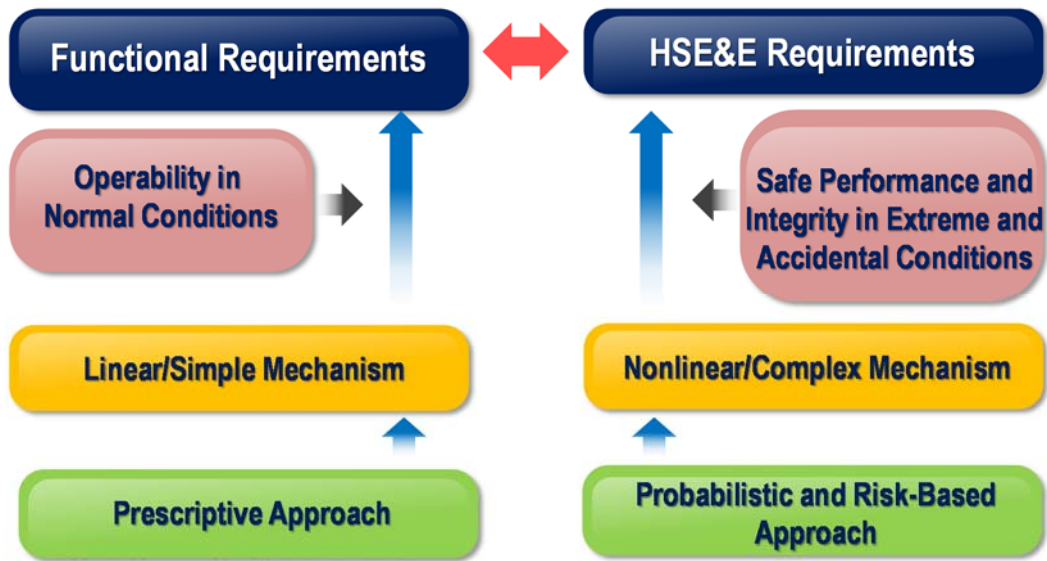 Functional Requirements
HSE&E Requirements
Operability in
Normal Conditions
Safe Performance and
Integrity in Extreme and
Accidental Conditions
Linear/Simple Mechanism
Nonlinear/Complex Mechanism
Prescriptive Approach
Probabilistic and Risk-Based
Approach